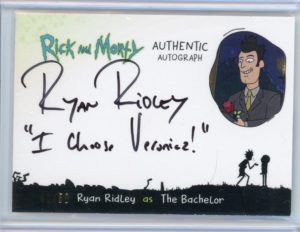 RICK AND MORTY
AUTHENTIC
AUTOGRAPH
RYAN RIDLEY
"I Choose Veronica!"
Ryan Ridley as The Bachelor